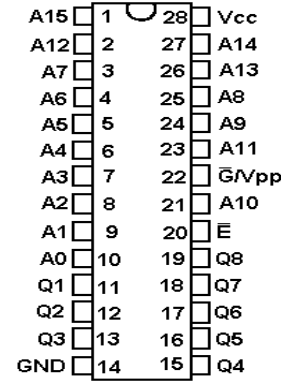 A15 1 28 Vcc
A12 2 27 A14
A7 3 26 A13
A6 4 25 A8
A5 5 24 A9
A4 6 23 A11
A3 7 22 G̅/Vpp
A2 8 21 A10
A1 9 20 E̅
A0 10 19 Q8
Q1 11 18 Q7
Q2 12 17 Q6
Q3 13 16 Q5
GND 14 15 Q4